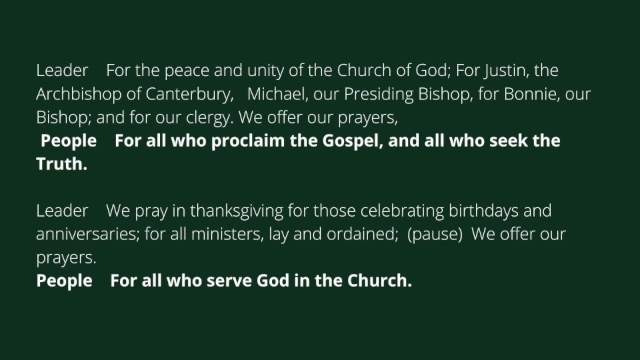 Leader For the peace and unity of the Church of God; For Justin, the
Archbishop of Canterbury, Michael, our Presiding Bishop, for Bonnie, our
Bishop; and for our clergy. We offer our prayers,
People For all who proclaim the Gospel, and all who seek the
Truth.
Leader We pray in thanksgiving for those celebrating birthdays and
anniversaries; for all ministers, lay and ordained; (pause) We offer our
prayers.
People For all who serve God in the Church.